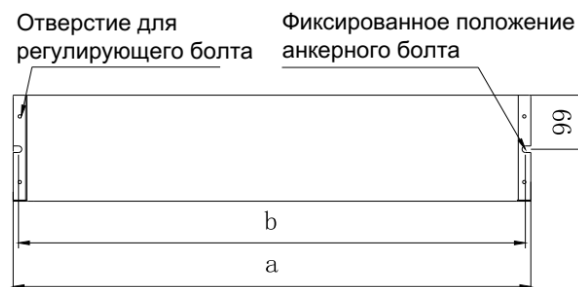 Отверстие для
регулирующего болта
Фиксированное положение
анкерного болта
99
b
a